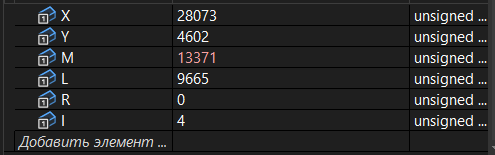 X 28073 unsigned ...
Y 4602 unsigned ...
M 13371 unsigned ...
L 9665 unsigned ...
R 0 unsigned ...
I 4 unsigned ...
Добавить элемент ...